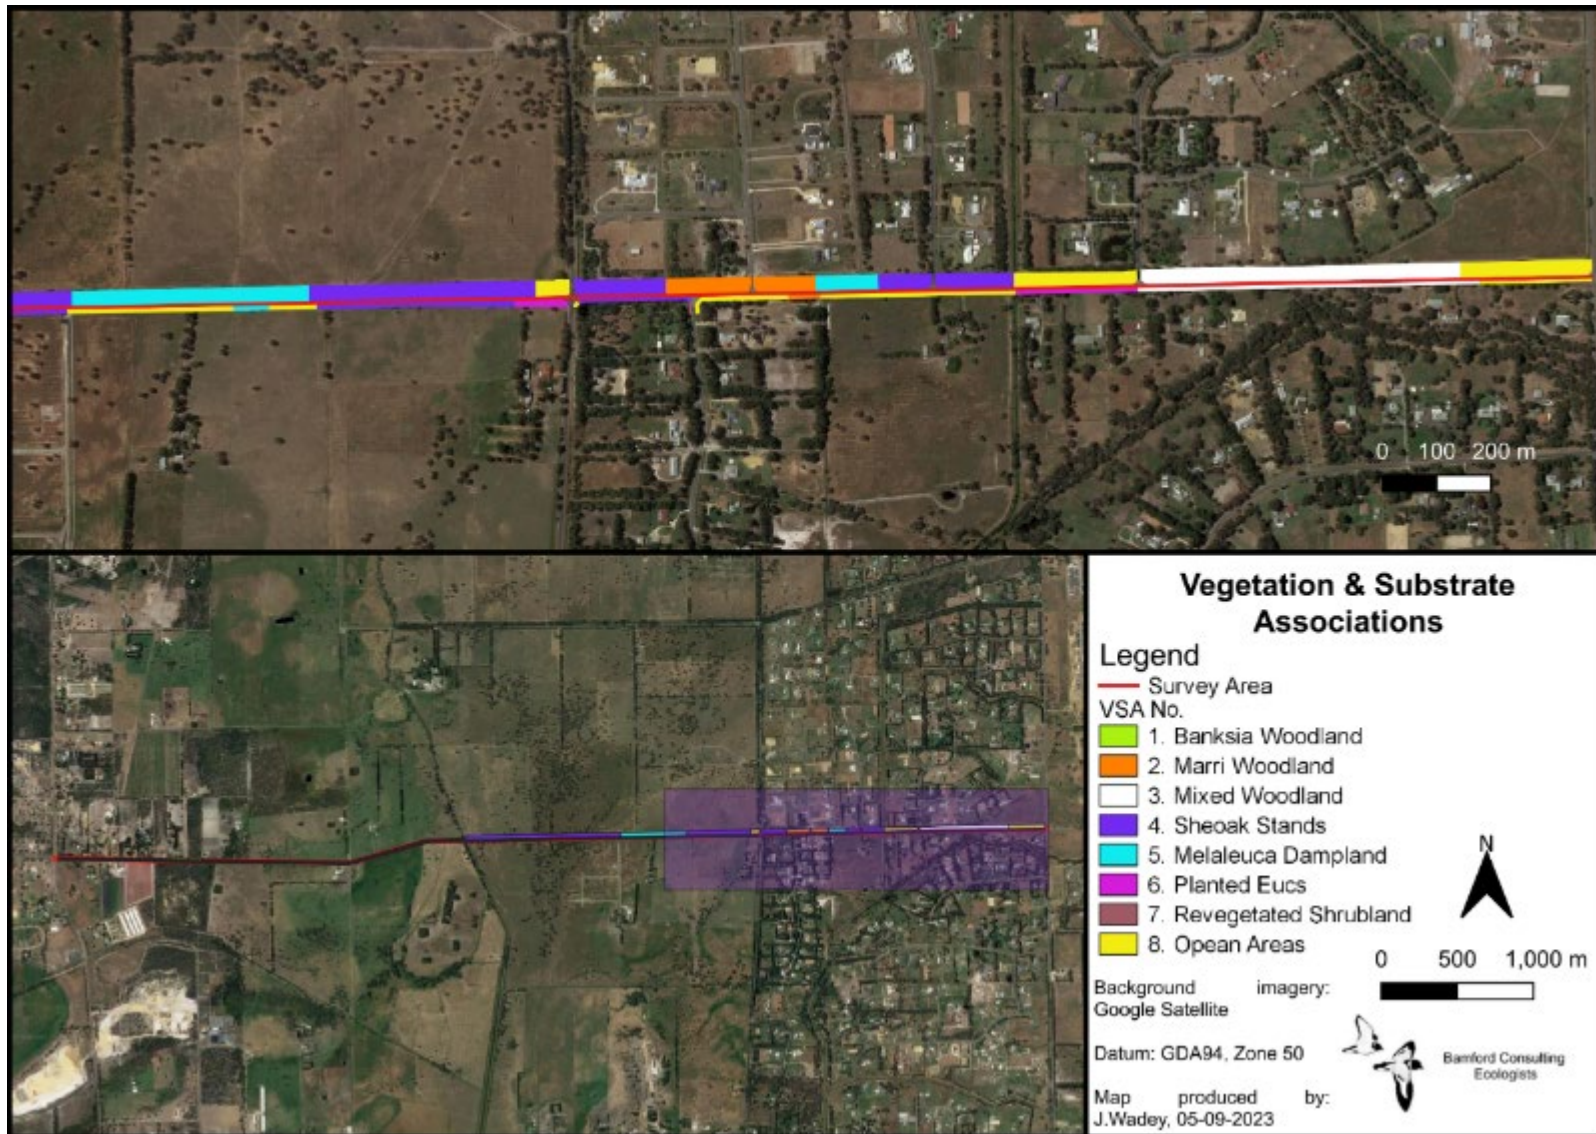 0 100 200 m
Vegetation & Substrate
Associations
Legend
Survey Area
VSA No.
1. Banksia Woodland
2. Marri Woodland
3. Mixed Woodland
4. Sheoak Stands
5. Melaleuca Dampland
6. Planted Eucs
7. Revegetated Shrubland
8. Opean Areas
N
0 500 1,000 m
Background imagery:
Google Satellite
Datum: GDA94, Zone 50
Bamford Consulting
Ecologists
Map produced by:
J.Wadey, 05-09-2023